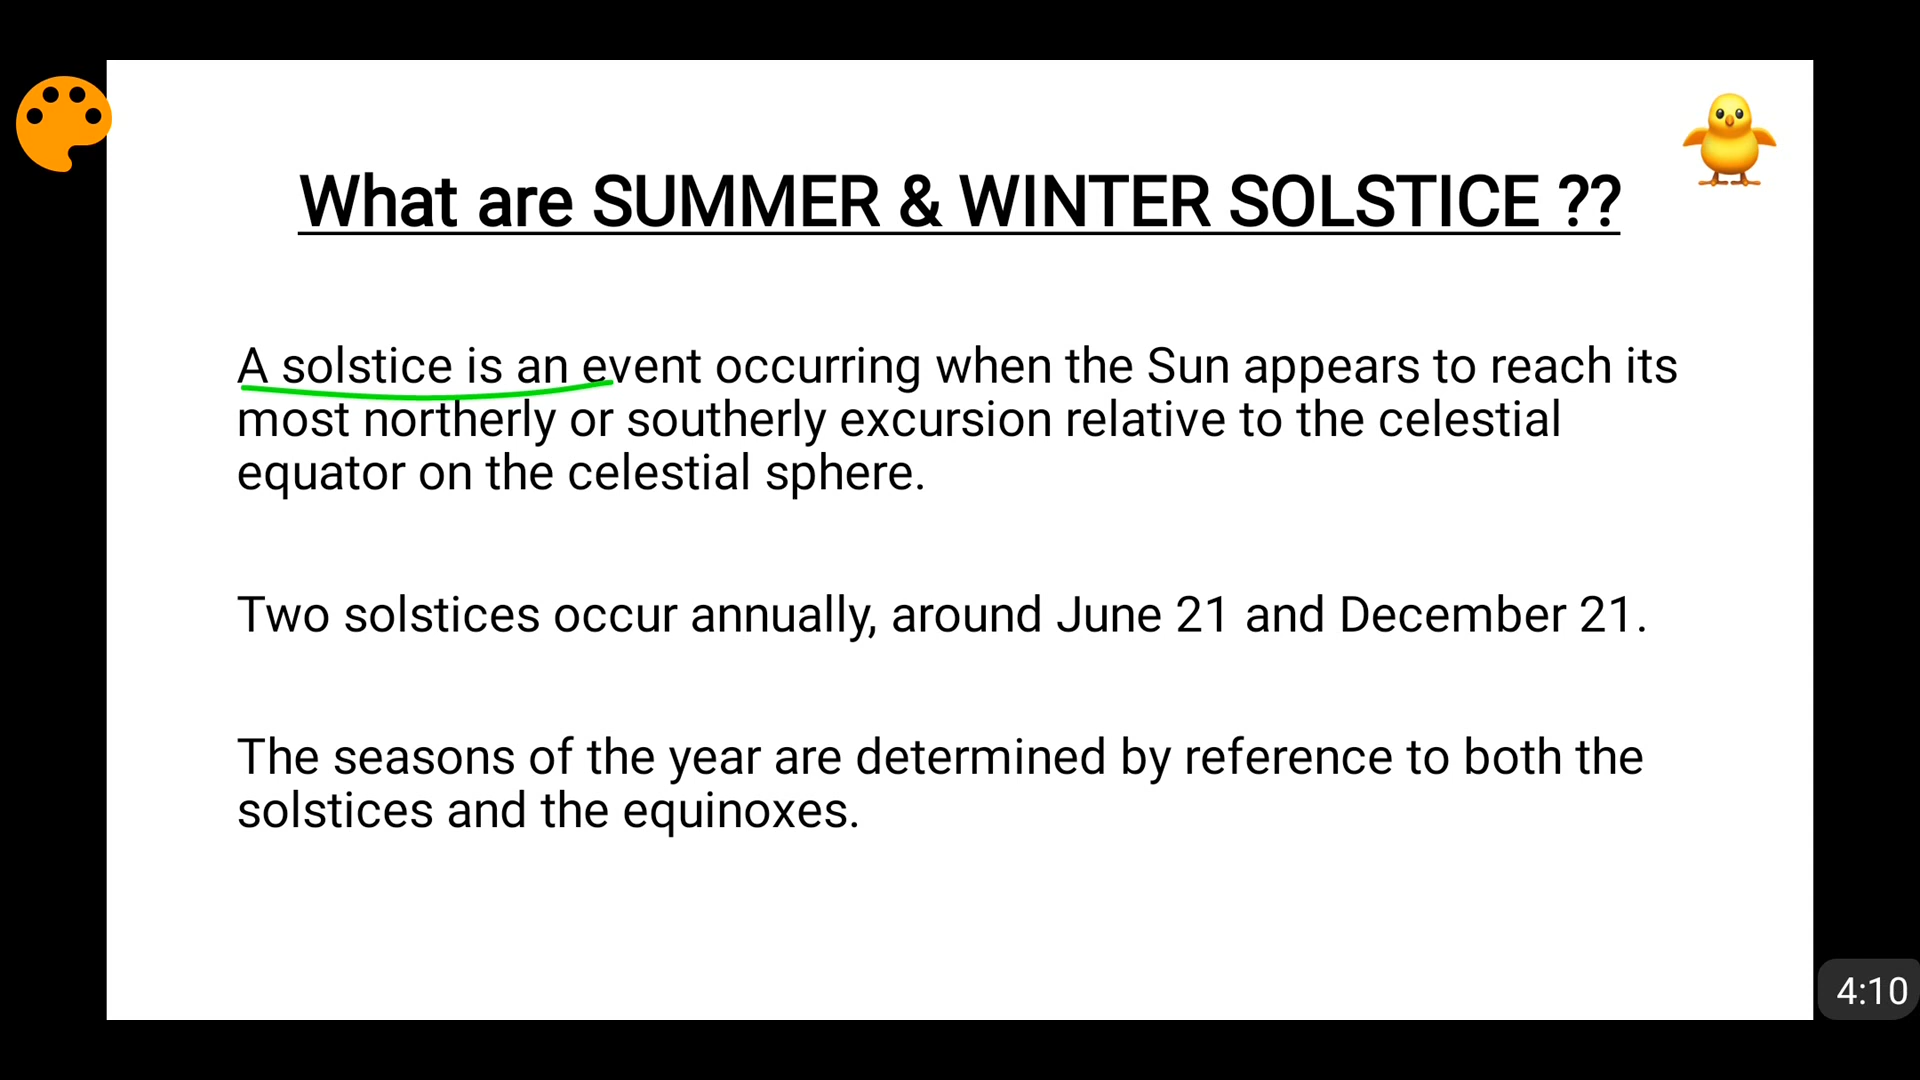 What are SUMMER & WINTER SOLSTICE ??
A solstice is an event occurring when the Sun appears to reach its
most northerly or southerly excursion relative to the celestial
equator on the celestial sphere.
Two solstices occur annually, around June 21 and December 21.
The seasons of the year are determined by reference to both the
solstices and the equinoxes.
4:10